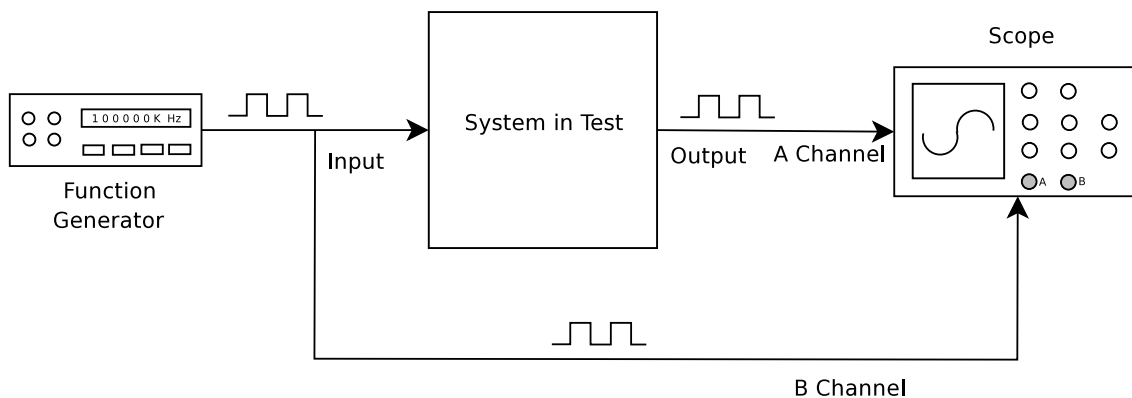 Scope
100000K Hz
System in Test
Input
Output
A Channel
A
B
Function
Generator
B Channel